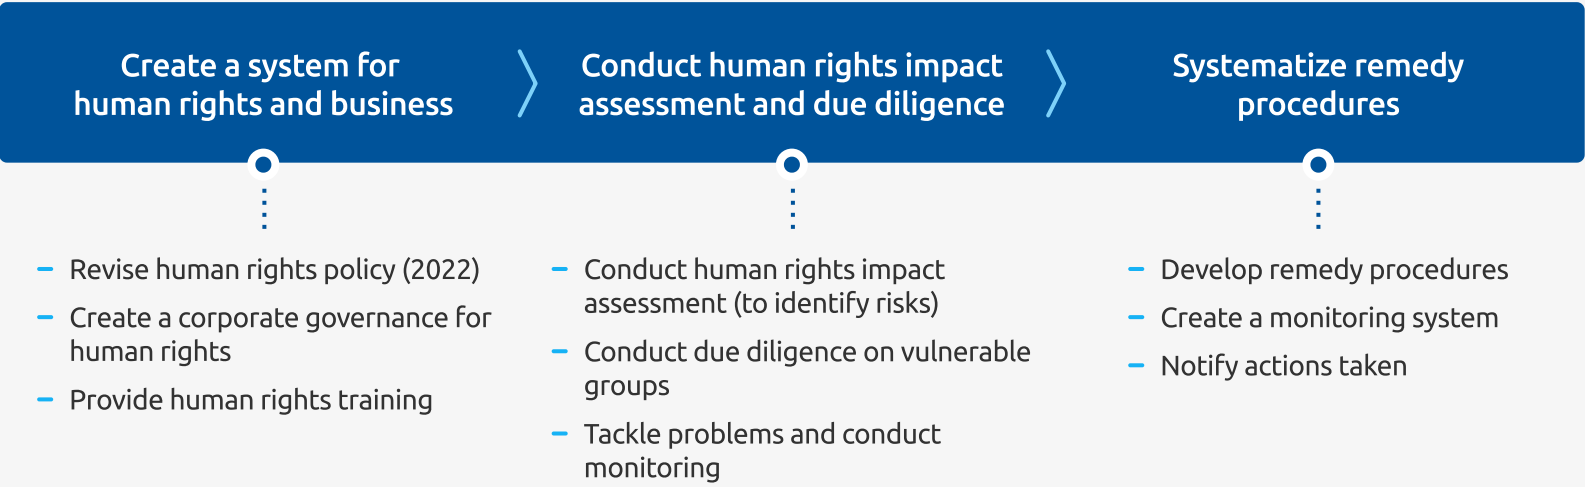 Create a system for
human rights and business
Conduct human rights impact
assessment and due diligence
Systematize remedy
procedures
– Revise human rights policy (2022)
– Create a corporate governance for
human rights
– Provide human rights training
– Conduct human rights impact
assessment (to identify risks)
– Conduct due diligence on vulnerable
groups
– Tackle problems and conduct
monitoring
– Develop remedy procedures
– Create a monitoring system
– Notify actions taken